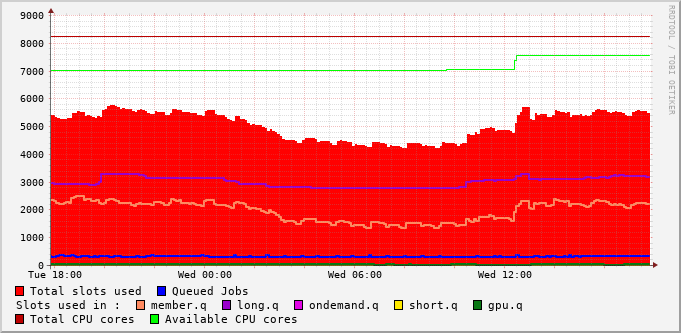 9000
8000
7000
6000
5000
4000
3000
2000
1000
0
Tue 18:00 Wed 00:00 Wed 06:00 Wed 12:00
RRDTOOL / TOBI OETIKER
Total slots used Queued Jobs
Slots used in : member.q long.q ondemand.q short.q gpu.q
Total CPU cores Available CPU cores